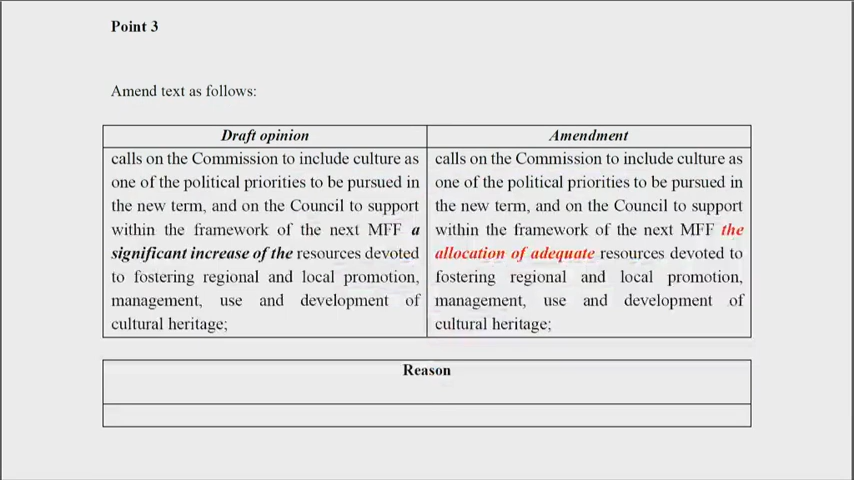 Point 3
Amend text as follows:
Draft opinion
calls on the Commission to include culture as
one of the political priorities to be pursued in
the new term, and on the Council to support
within the framework of the next MFF a
significant increase of the resources devoted
to fostering regional and local promotion,
management, use and development of
cultural heritage;
Amendment
calls on the Commission to include culture as
one of the political priorities to be pursued in
the new term, and on the Council to support
within the framework of the next MFF the
allocation of adequate resources devoted to
fostering regional and local promotion,
management, use and development of
cultural heritage;
Reason